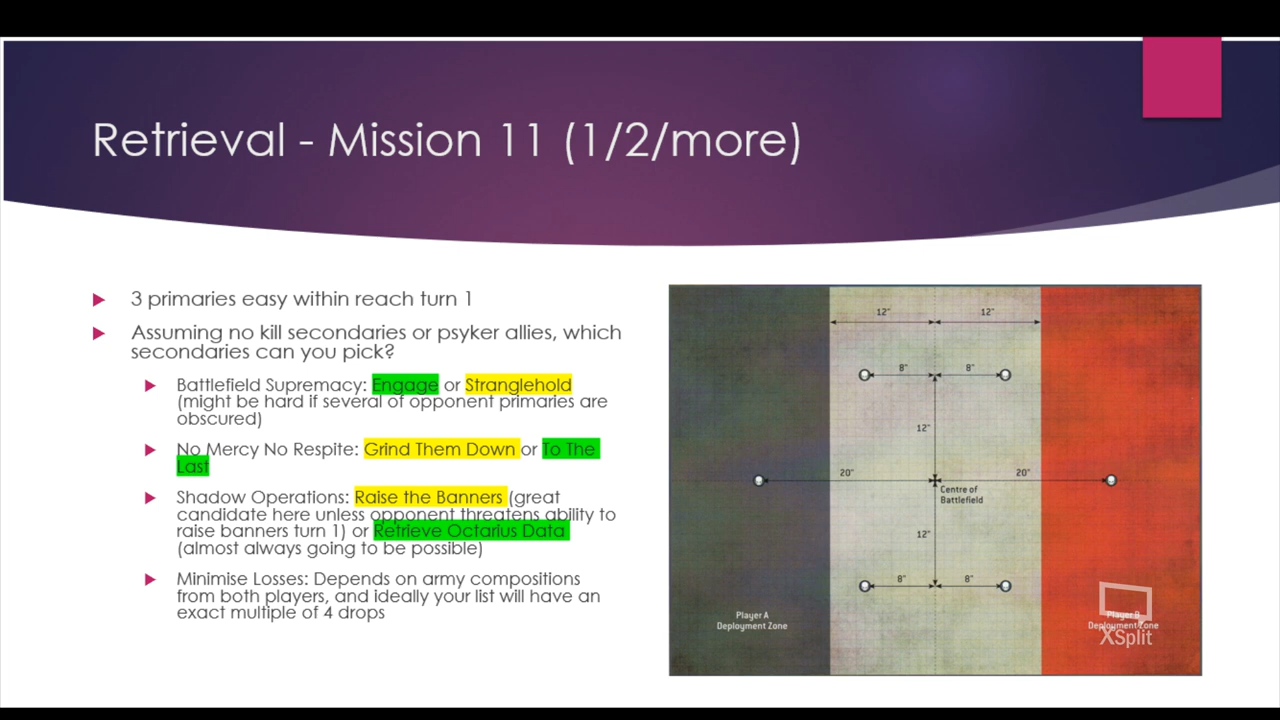 Retrieval - Mission 11 (1/2/more)
3 primaries easy within reach turn 1
Assuming no kill secondaries or psyker allies, which
secondaries can you pick?
Battlefield Supremacy: Engage or Stranglehold
(might be hard if several of opponent primaries are
obscured)
No Mercy No Respite: Grind Them Down or To The
Last
Shadow Operations: Raise the Banners (great
candidate here unless opponent threatens ability to
raise banners turn 1) or Retrieve Octarius Data
(almost always going to be possible)
Minimise Losses: Depends on army compositions
from both players, and ideally your list will have an
exact multiple of 4 drops
12" 12"
8" 8"
12"
20" 20"
Centre of
Battlefield
12"
8" 8"
Player A
Deployment Zone
Player B
Deployment Zone
XSplit